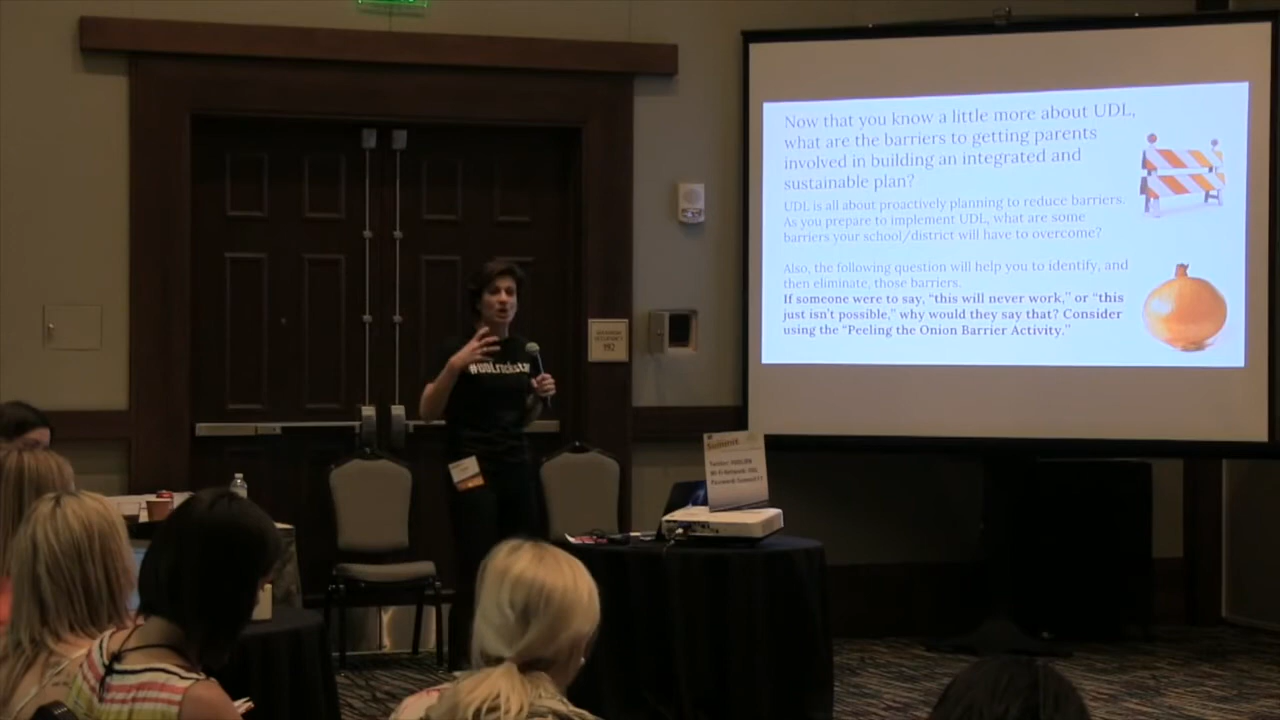 Now that you know a little more about UDL,
what are the barriers to getting parents
involved in building an integrated and
sustainable plan?
UDL is all about proactively planning to reduce barriers.
As you prepare to implement UDL, what are some
barriers your school/district will have to overcome?
Also, the following question will help you to identify, and
then eliminate, those barriers.
If someone were to say, “this will never work,” or “this
just isn’t possible,” why would they say that? Consider
using the “Peeling the Onion Barrier Activity.”
MAXIMUM
OCCUPANCY
192
Summit